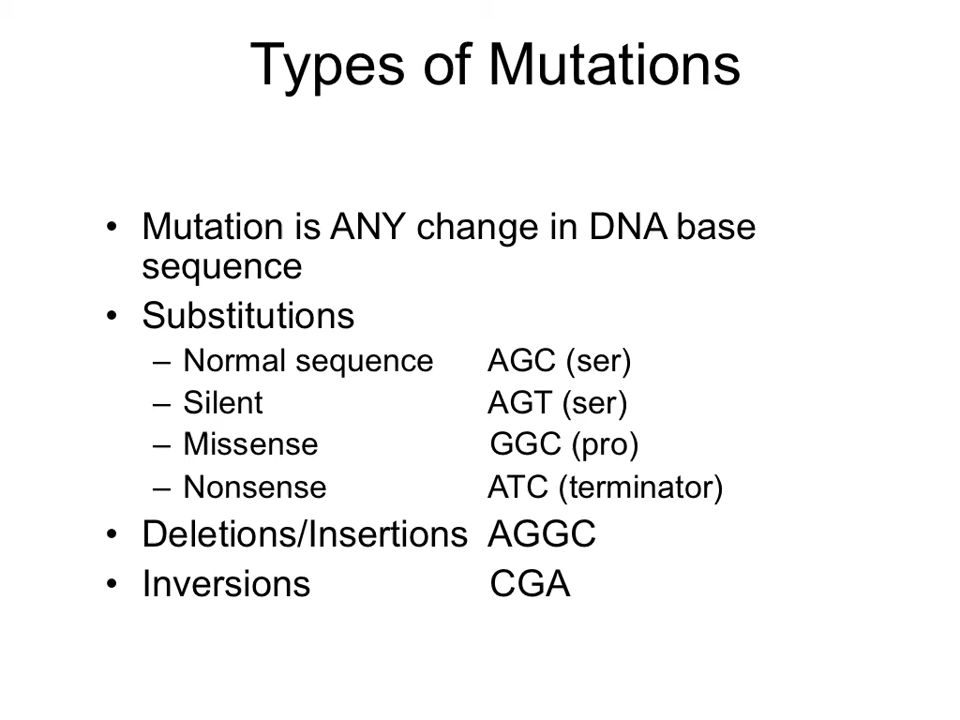 Types of Mutations
• Mutation is ANY change in DNA base
sequence
• Substitutions
– Normal sequence AGC (ser)
– Silent AGT (ser)
– Missense GGC (pro)
– Nonsense ATC (terminator)
• Deletions/Insertions AGGC
• Inversions CGA